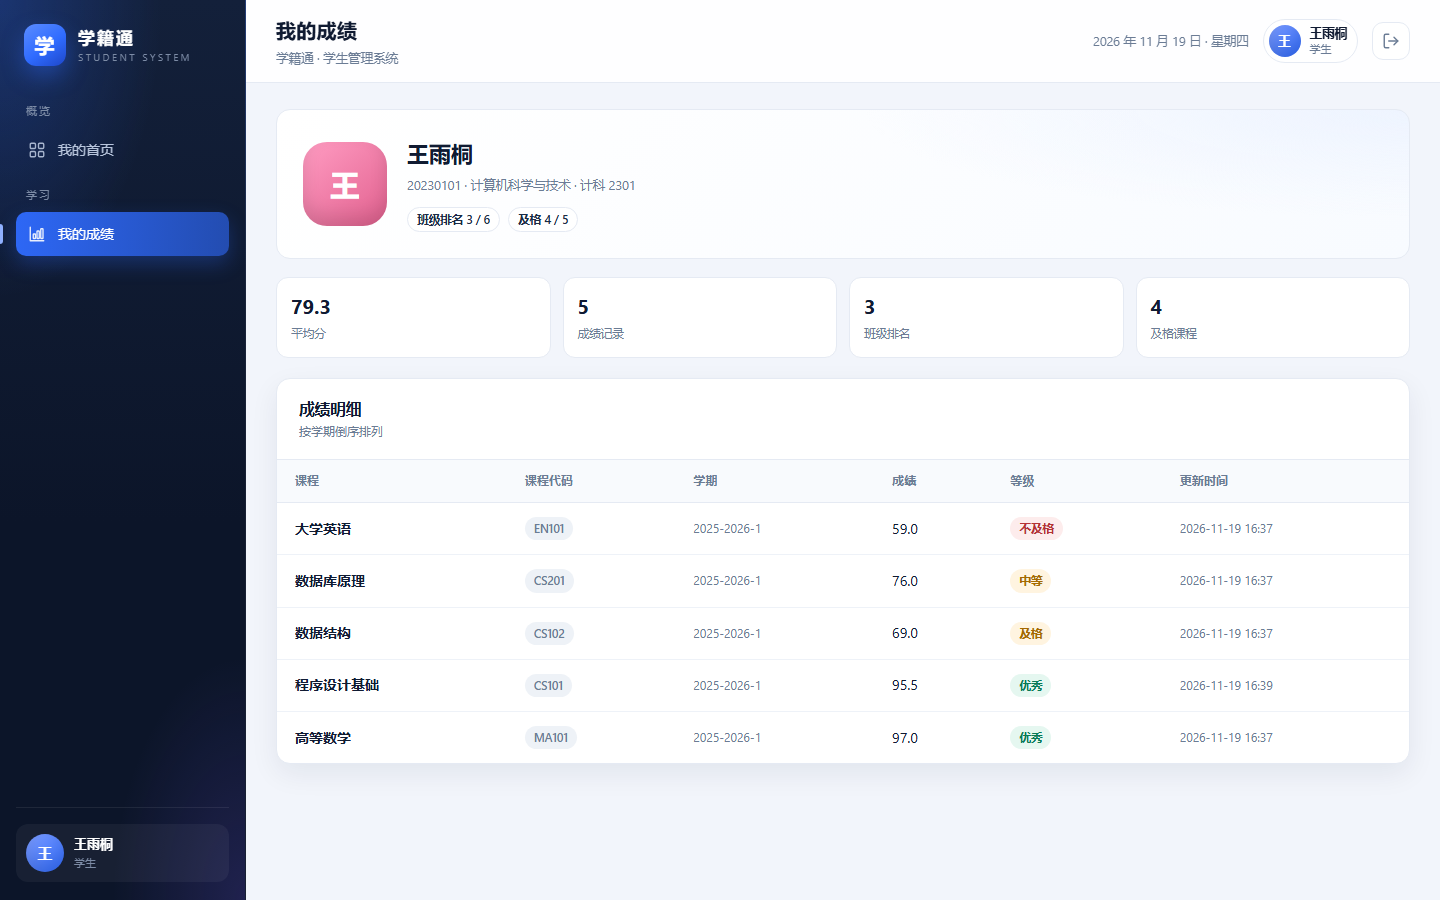 学 学籍通
STUDENT SYSTEM
概览
我的首页
学习
我的成绩
王 王雨桐
学生
我的成绩
学籍通 · 学生管理系统
2026 年 11 月 19 日 · 星期四
王 王雨桐
学生
王 王雨桐
20230101 · 计算机科学与技术 · 计科 2301
班级排名 3 / 6 及格 4 / 5
79.3
平均分
5
成绩记录
3
班级排名
4
及格课程
成绩明细
按学期倒序排列
课程 课程代码 学期 成绩 等级 更新时间
大学英语 EN101 2025-2026-1 59.0 不及格 2026-11-19 16:37
数据库原理 CS201 2025-2026-1 76.0 中等 2026-11-19 16:37
数据结构 CS102 2025-2026-1 69.0 及格 2026-11-19 16:37
程序设计基础 CS101 2025-2026-1 95.5 优秀 2026-11-19 16:39
高等数学 MA101 2025-2026-1 97.0 优秀 2026-11-19 16:37